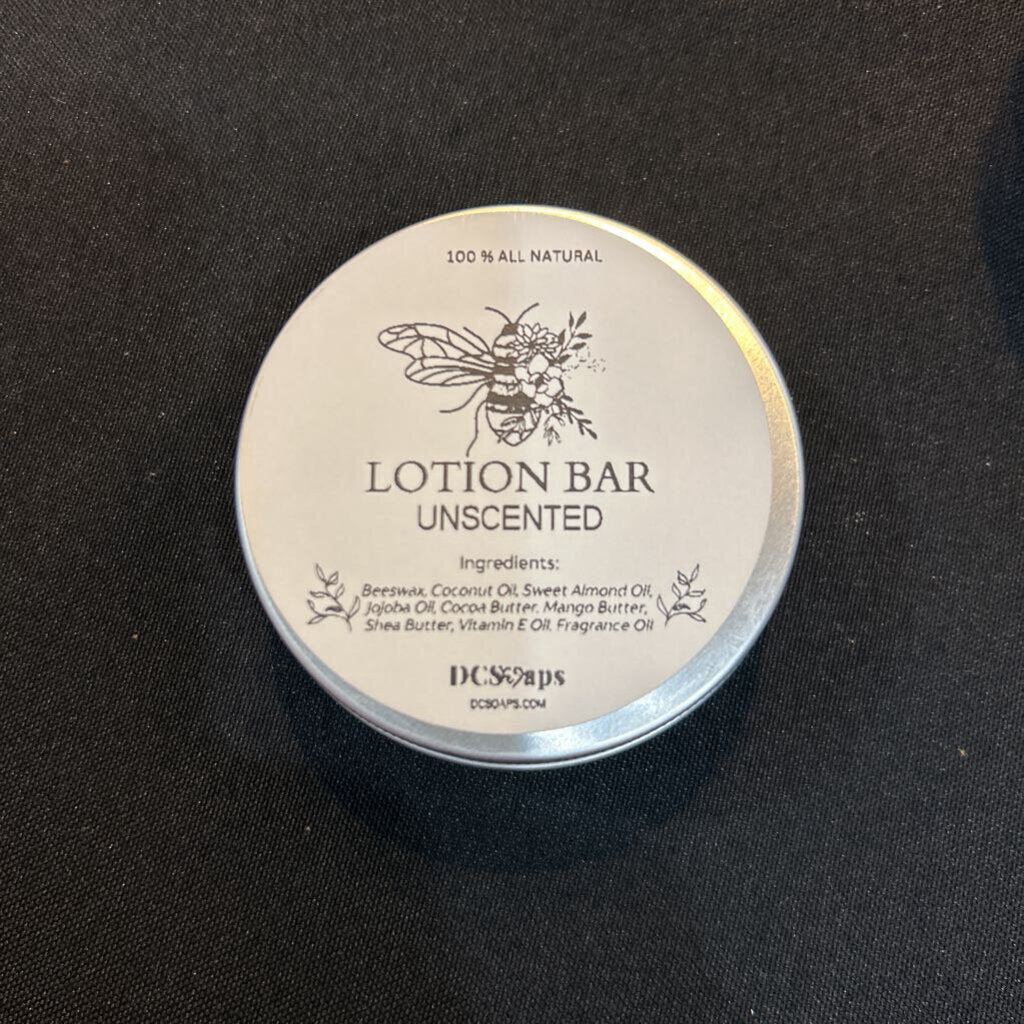 100 % ALL NATURAL
LOTION BAR
UNSCENTED
Ingredients:
Beeswax, Coconut Oil, Sweet Almond Oil,
Jojoba Oil, Cocoa Butter, Mango Butter,
Shea Butter, Vitamin E Oil, Fragrance Oil
DCSoaps
DCSOAPS.COM